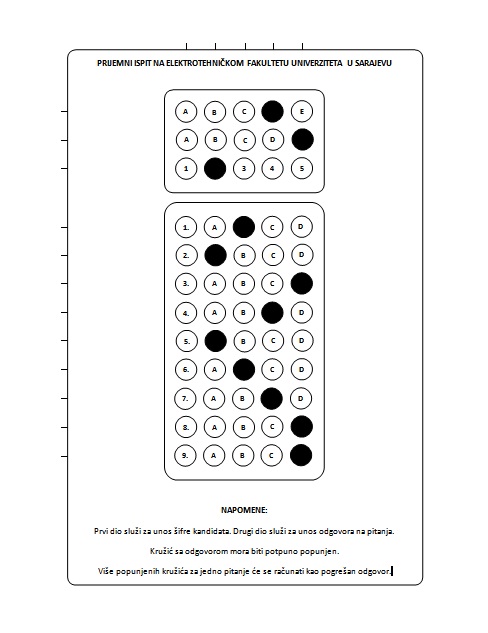 PRIJEMNI ISPIT NA ELEKTROTEHNIČKOM FAKULTETU UNIVERZITETA U SARAJEVU
A B C E
A B C D
1 3 4 5
1. A C D
2. B C D
3. A B C
4. A B D
5. B C D
6. A C D
7. A B D
8. A B C
9. A B C
NAPOMENE:
Prvi dio služi za unos šifre kandidata. Drugi dio služi za unos odgovora na pitanja.
Kružić sa odgovorom mora biti potpuno popunjen.
Više popunjenih kružića za jedno pitanje će se računati kao pogrešan odgovor.